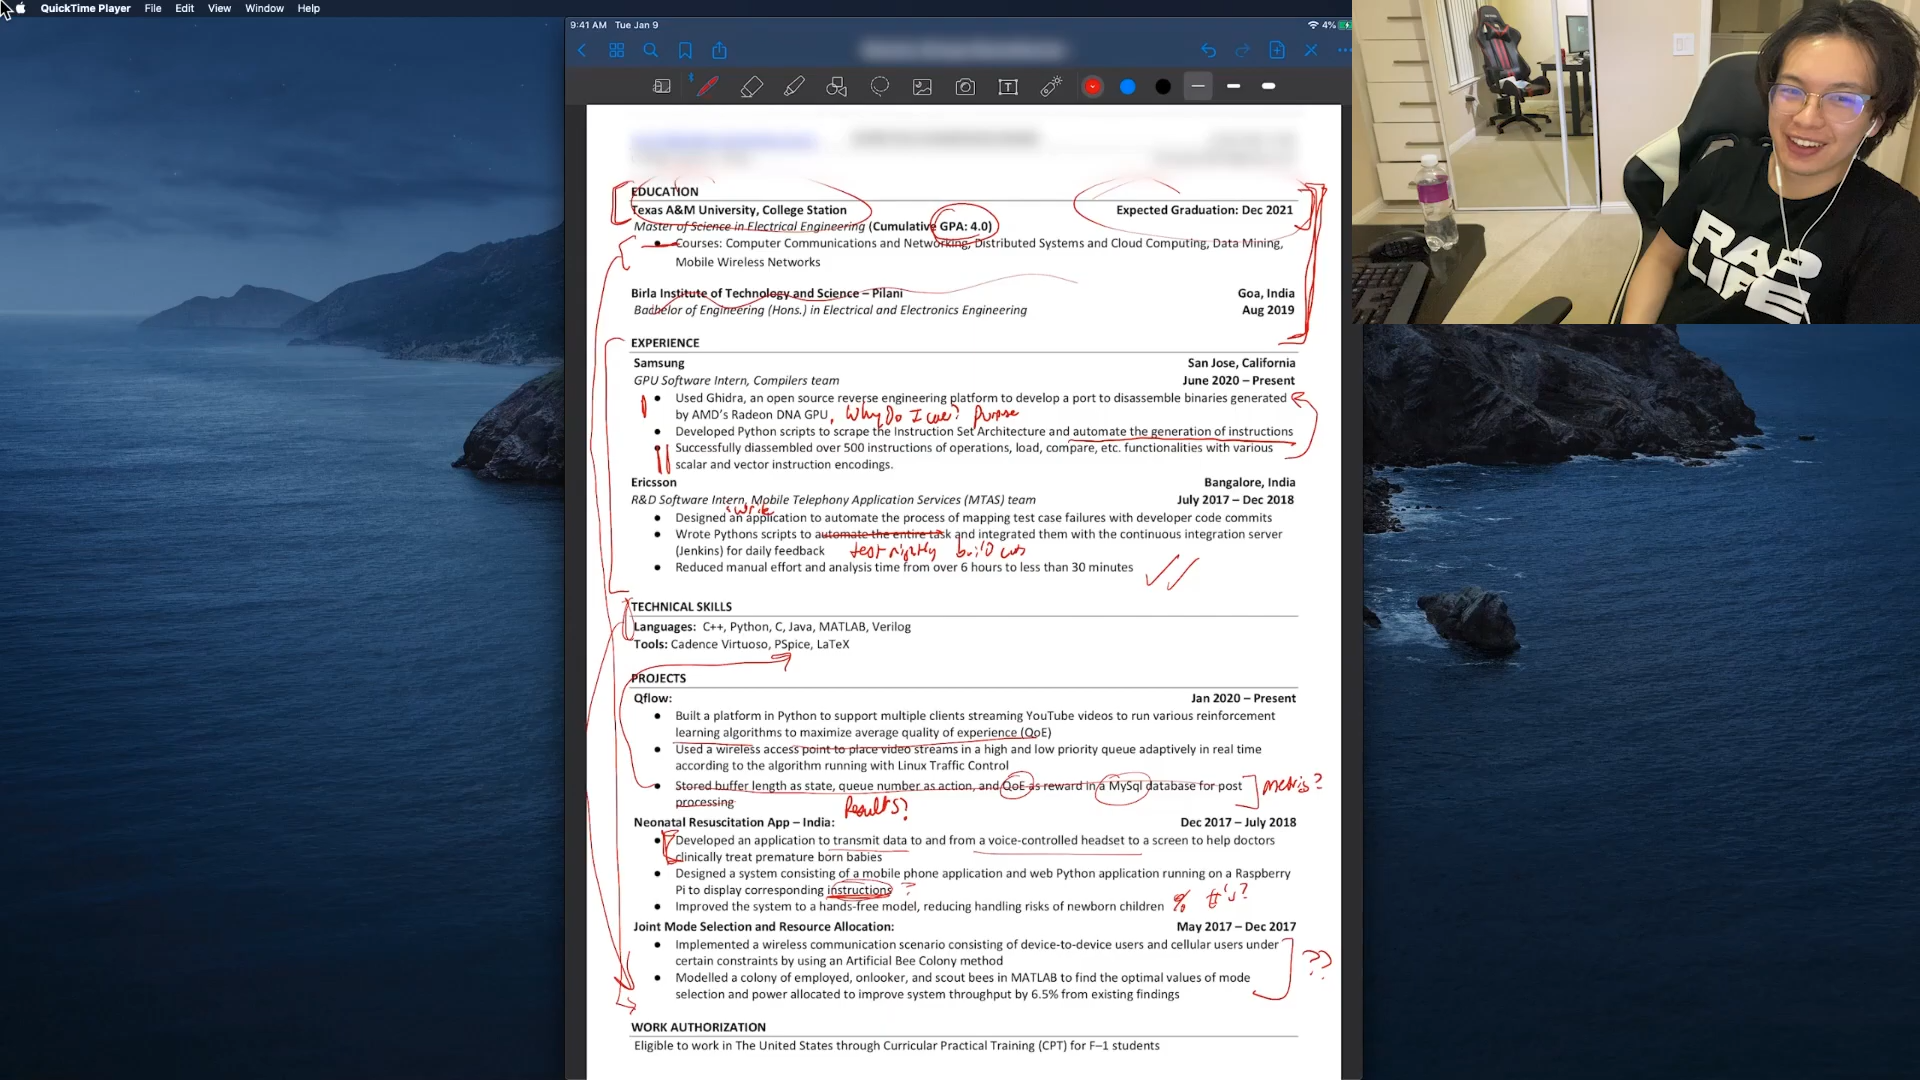 QuickTime Player File Edit View Window Help
9:41 AM Tue Jan 9
4%
EDUCATION
Texas A&M University, College Station Expected Graduation: Dec 2021
Master of Science in Electrical Engineering (Cumulative GPA: 4.0)
Courses: Computer Communications and Networking, Distributed Systems and Cloud Computing, Data Mining,
Mobile Wireless Networks
Birla Institute of Technology and Science – Pilani Goa, India
Bachelor of Engineering (Hons.) in Electrical and Electronics Engineering Aug 2019
EXPERIENCE
Samsung San Jose, California
GPU Software Intern, Compilers team June 2020 – Present
• Used Ghidra, an open source reverse engineering platform to develop a port to disassemble binaries generated
by AMD's Radeon DNA GPU, Why Do I care? Purpose
• Developed Python scripts to scrape the Instruction Set Architecture and automate the generation of instructions
• Successfully diassembled over 500 instructions of operations, load, compare, etc. functionalities with various
scalar and vector instruction encodings.
Ericsson Bangalore, India
R&D Software Intern, Mobile Telephony Application Services (MTAS) team July 2017 – Dec 2018
• Designed an application to automate the process of mapping test case failures with developer code commits
• Wrote Pythons scripts to automate the entire task and integrated them with the continuous integration server
(Jenkins) for daily feedback test nightly build
• Reduced manual effort and analysis time from over 6 hours to less than 30 minutes
TECHNICAL SKILLS
Languages: C++, Python, C, Java, MATLAB, Verilog
Tools: Cadence Virtuoso, PSpice, LaTeX
PROJECTS
Qflow: Jan 2020 – Present
• Built a platform in Python to support multiple clients streaming YouTube videos to run various reinforcement
learning algorithms to maximize average quality of experience (QoE)
• Used a wireless access point to place video streams in a high and low priority queue adaptively in real time
according to the algorithm running with Linux Traffic Control
• Stored buffer length as state, queue number as action, and QoE as reward in a MySql database for post metrics?
processing Results?
Neonatal Resuscitation App – India: Dec 2017 – July 2018
• Developed an application to transmit data to and from a voice-controlled headset to a screen to help doctors
clinically treat premature born babies
• Designed a system consisting of a mobile phone application and web Python application running on a Raspberry
Pi to display corresponding instructions ?
• Improved the system to a hands-free model, reducing handling risks of newborn children % #'s?
Joint Mode Selection and Resource Allocation: May 2017 – Dec 2017
• Implemented a wireless communication scenario consisting of device-to-device users and cellular users under
certain constraints by using an Artificial Bee Colony method ??
• Modelled a colony of employed, onlooker, and scout bees in MATLAB to find the optimal values of mode
selection and power allocated to improve system throughput by 6.5% from existing findings
WORK AUTHORIZATION
Eligible to work in The United States through Curricular Practical Training (CPT) for F–1 students
RAP
LIFE